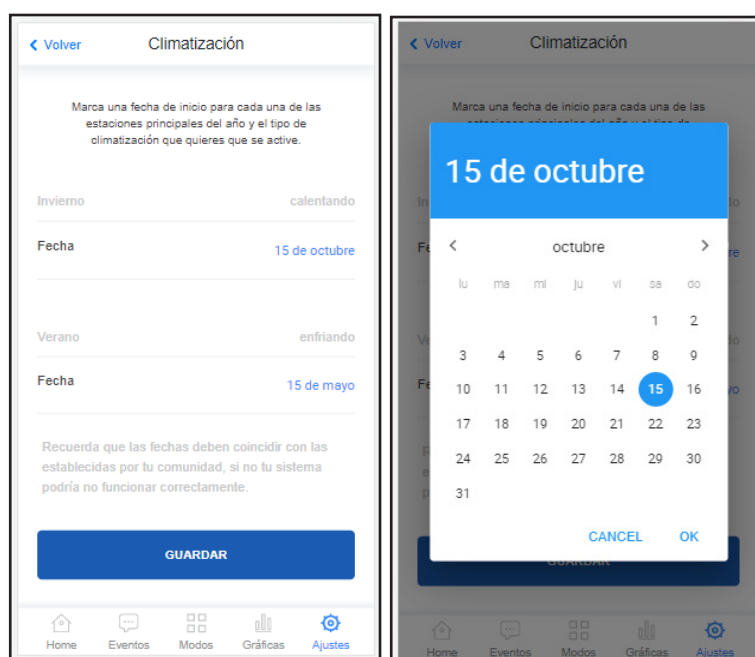 Volver
Climatización
Marca una fecha de inicio para cada una de las
estaciones principales del año y el tipo de
climatización que quieres que se active.
Invierno calentando
Fecha 15 de octubre
Verano enfriando
Fecha 15 de mayo
Recuerda que las fechas deben coincidir con las
establecidas por tu comunidad, si no tu sistema
podría no funcionar correctamente.
GUARDAR
Home Eventos Modos Gráficas Ajustes
Volver
Climatización
Marca una fecha de inicio para cada una de las
15 de octubre
octubre
lu ma mi ju vi sa do
1 2
3 4 5 6 7 8 9
10 11 12 13 14 15 16
17 18 19 20 21 22 23
24 25 26 27 28 29 30
31
CANCEL OK
GUARDAR
Home Eventos Modos Gráficas Ajustes